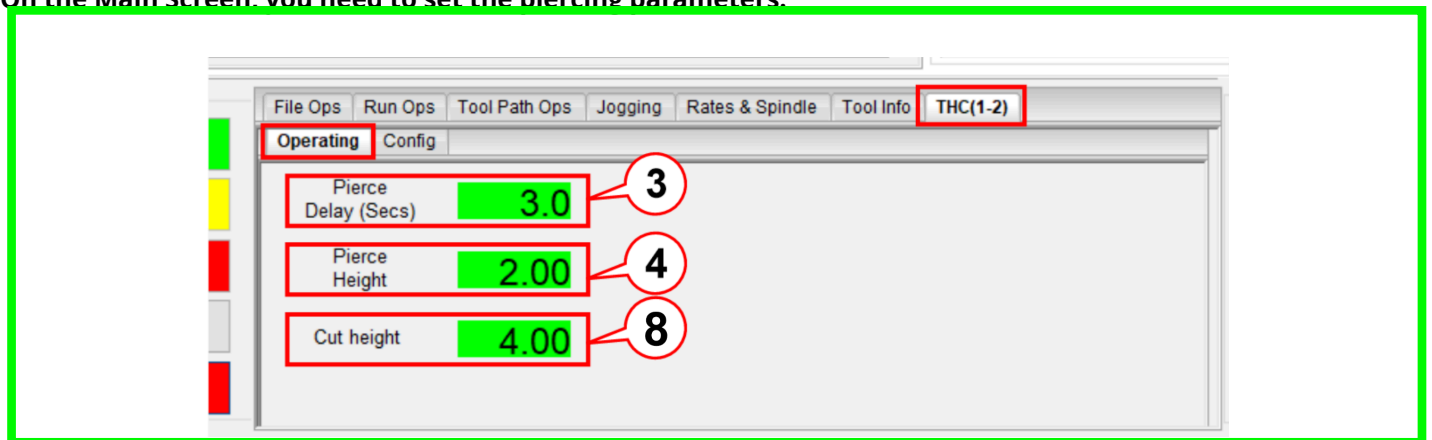 On the Main Screen, you need to set the piercing parameters.
File Ops Run Ops Tool Path Ops Jogging Rates & Spindle Tool Info THC(1-2)
Operating Config
Pierce
Delay (Secs) 3.0 3
Pierce
Height 2.00 4
Cut height 4.00 8